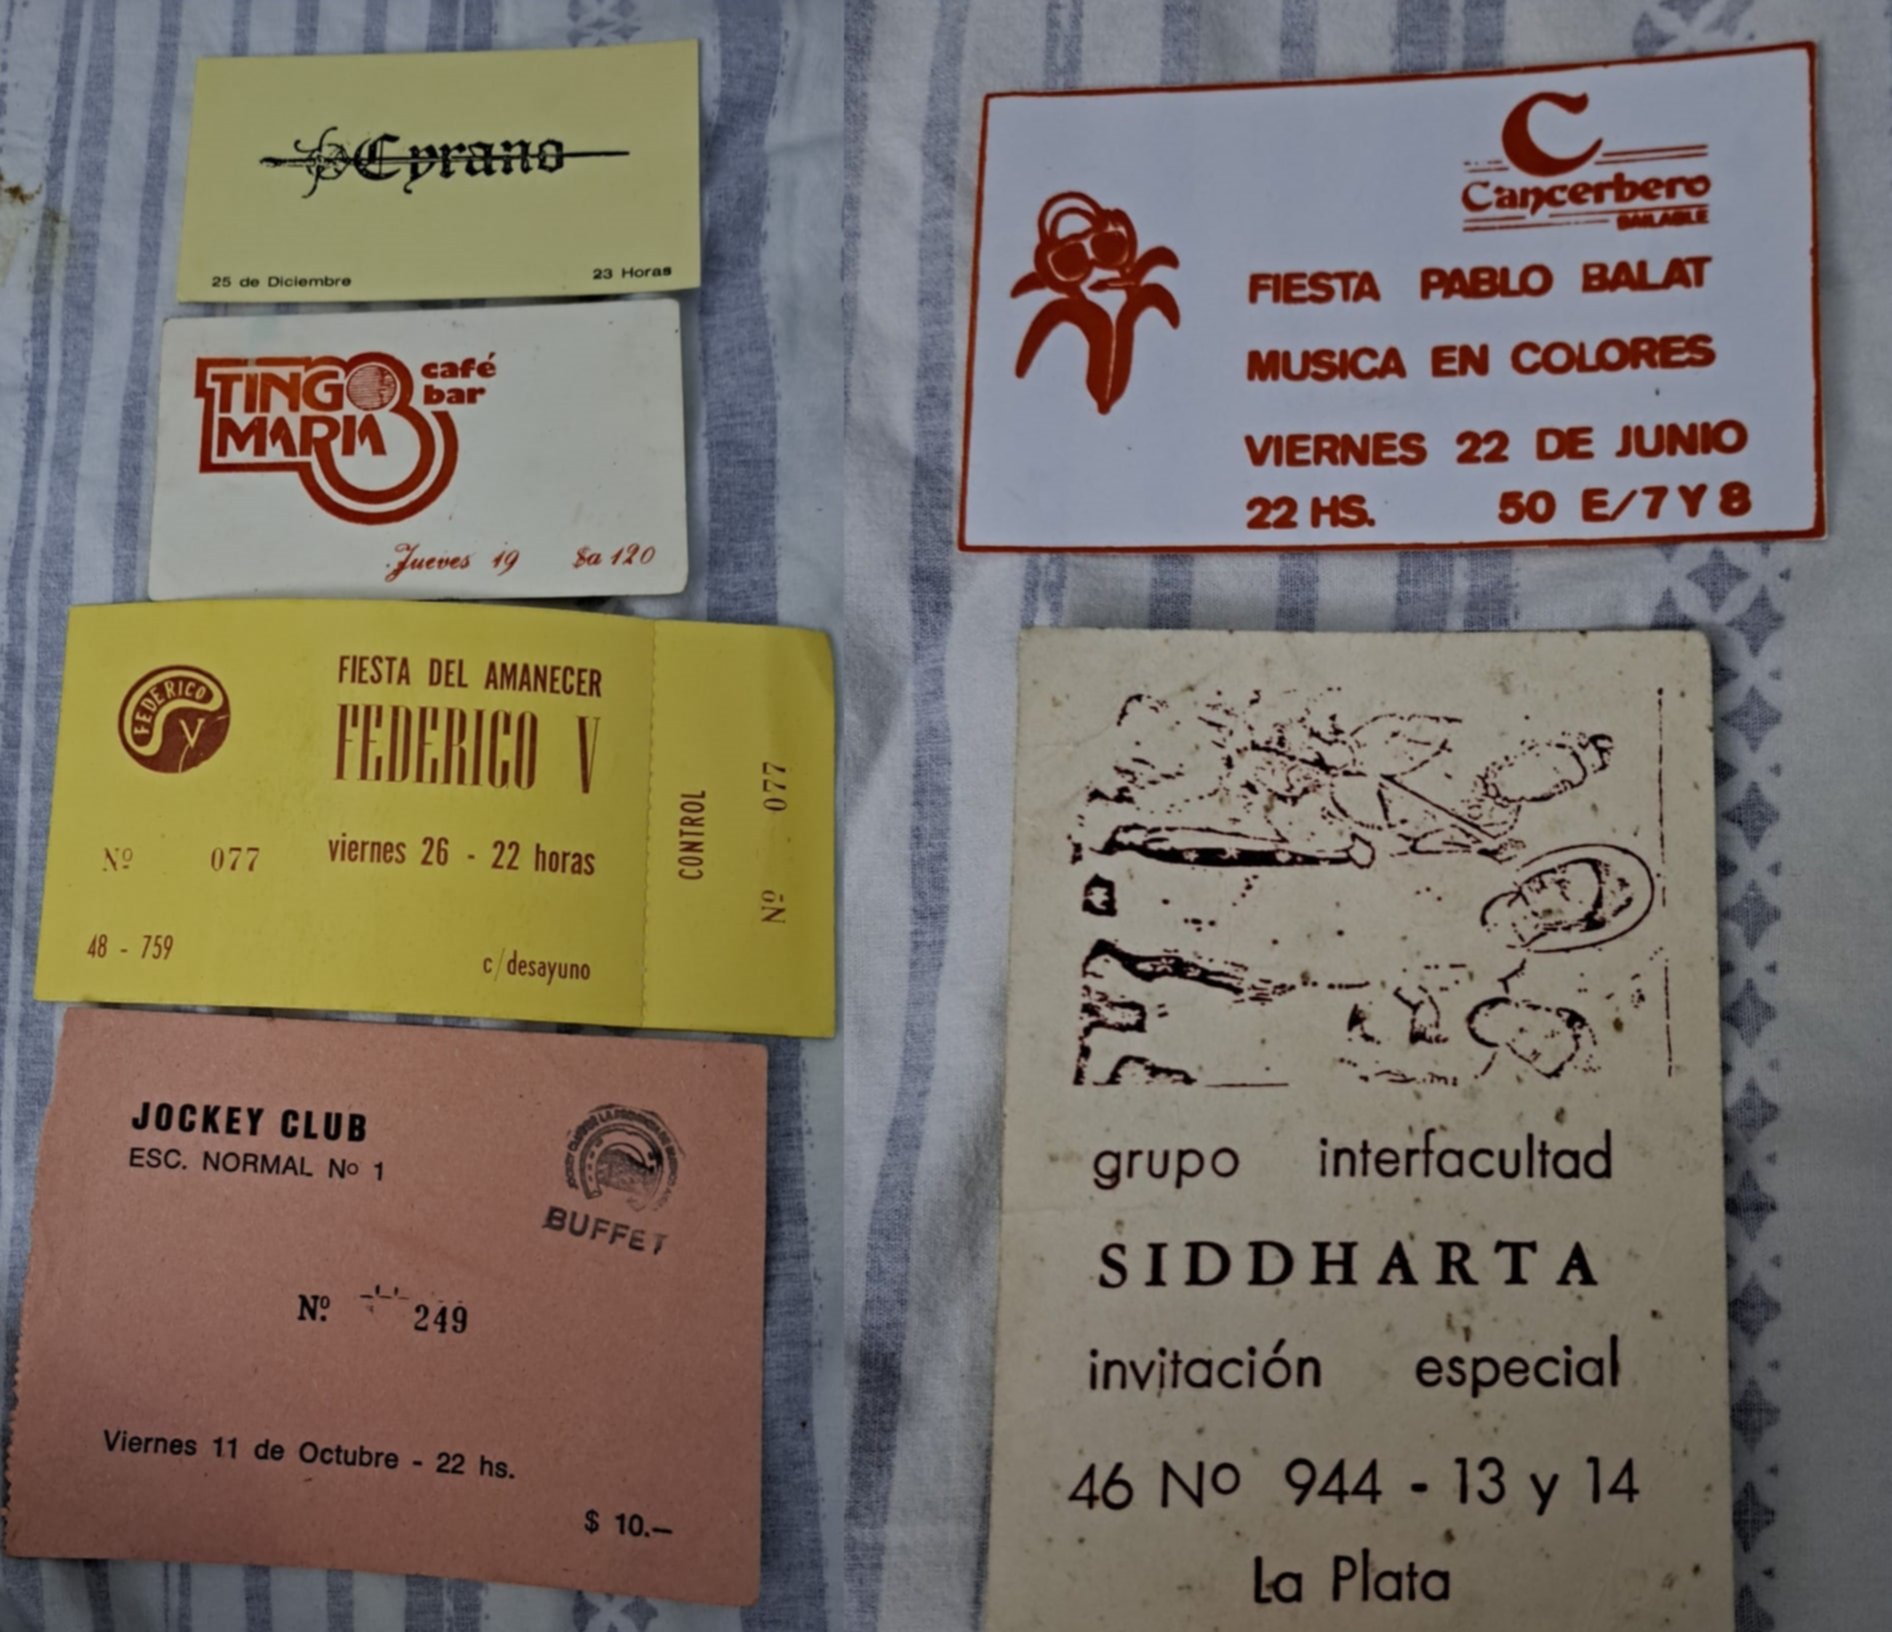 Cyrano
25 de Diciembre 23 Horas
TINGO MARIA
café
bar
Jueves 19 $a 120
FEDERICO V
FIESTA DEL AMANECER
FEDERICO V
viernes 26 - 22 horas
Nº 077
48 - 759
c/desayuno
CONTROL
Nº 077
JOCKEY CLUB
ESC. NORMAL Nº 1
BUFFET
Nº 249
Viernes 11 de Octubre - 22 hs.
$ 10.—
C
Cancerbero
BAILABLE
FIESTA PABLO BALAT
MUSICA EN COLORES
VIERNES 22 DE JUNIO
22 HS. 50 E/7 Y 8
grupo interfacultad
SIDDHARTA
invitación especial
46 Nº 944 - 13 y 14
La Plata